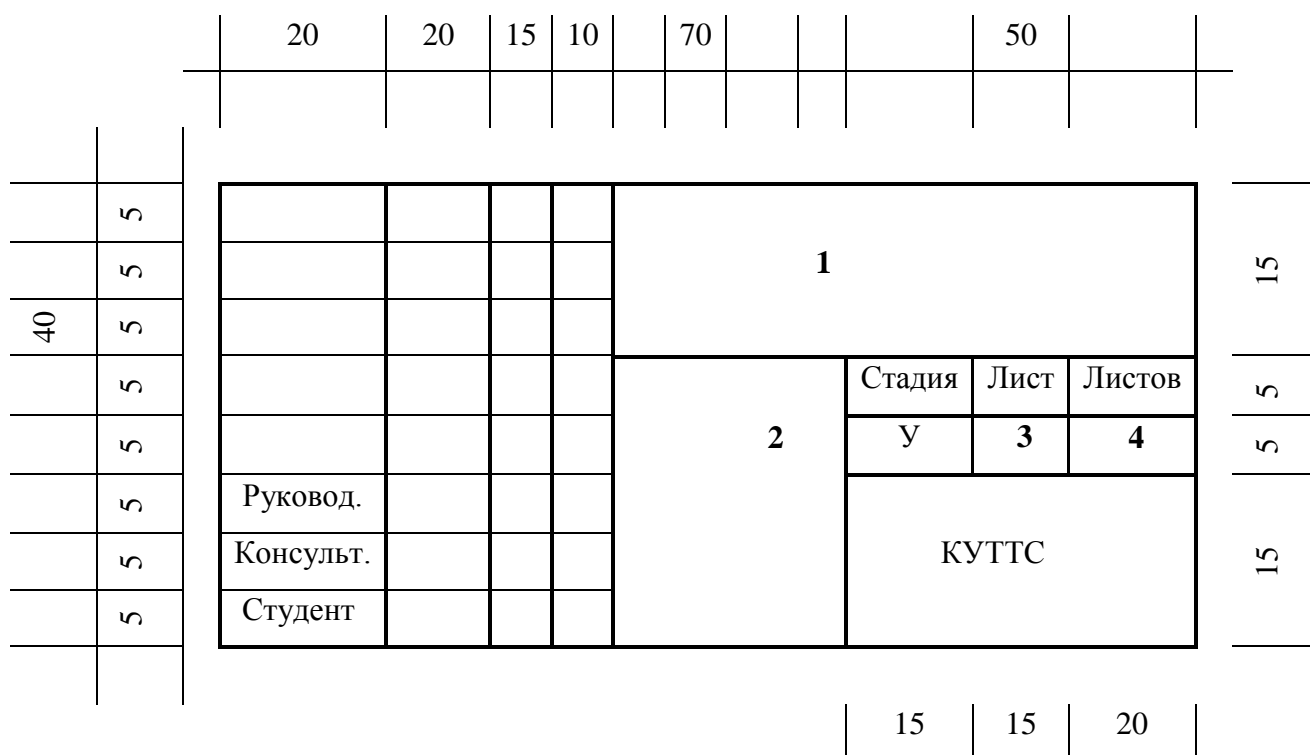 20 20 15 10 70 50
5
5 1 15
40 5
5 Стадия Лист Листов 5
5 2 У 3 4 5
5 Руковод.
5 Консульт. КУТТС 15
5 Студент
15 15 20